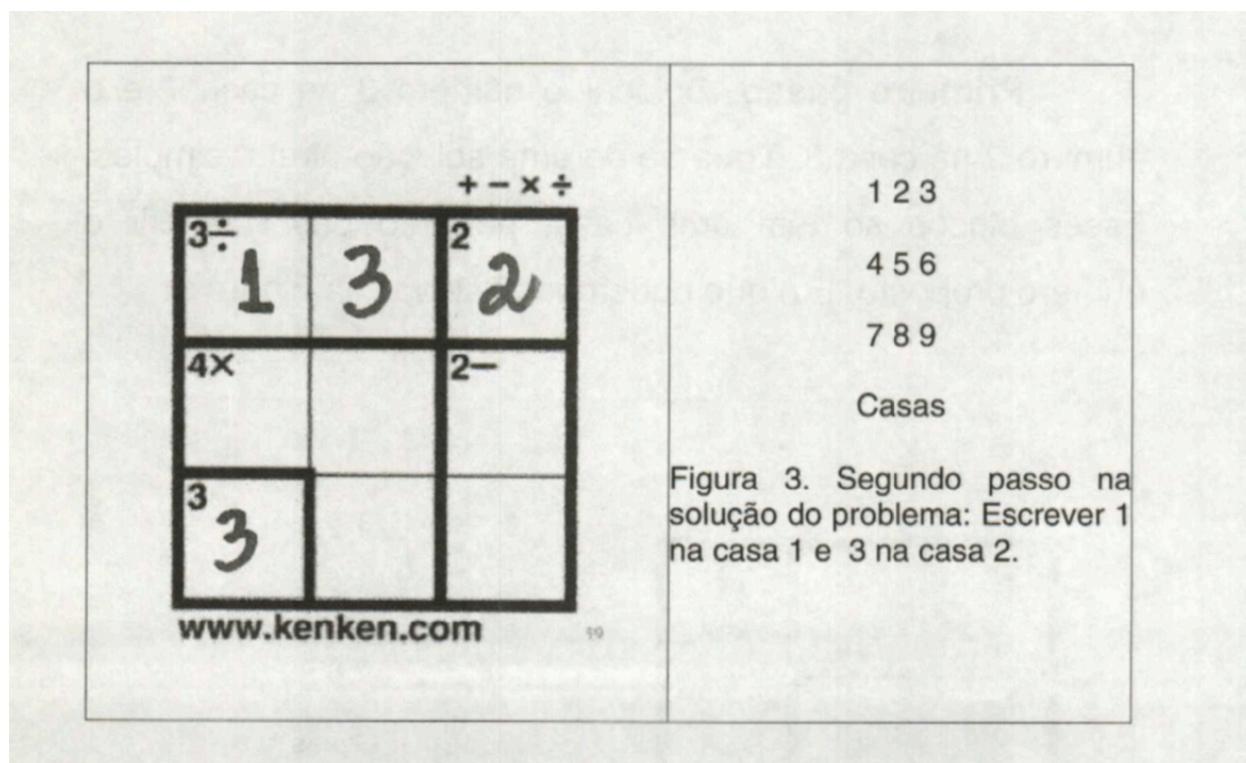 + − × ÷
3÷ 1 3 2 2
4× 2−
3 3
www.kenken.com
1 2 3
4 5 6
7 8 9
Casas
Figura 3. Segundo passo na
solução do problema: Escrever 1
na casa 1 e 3 na casa 2.